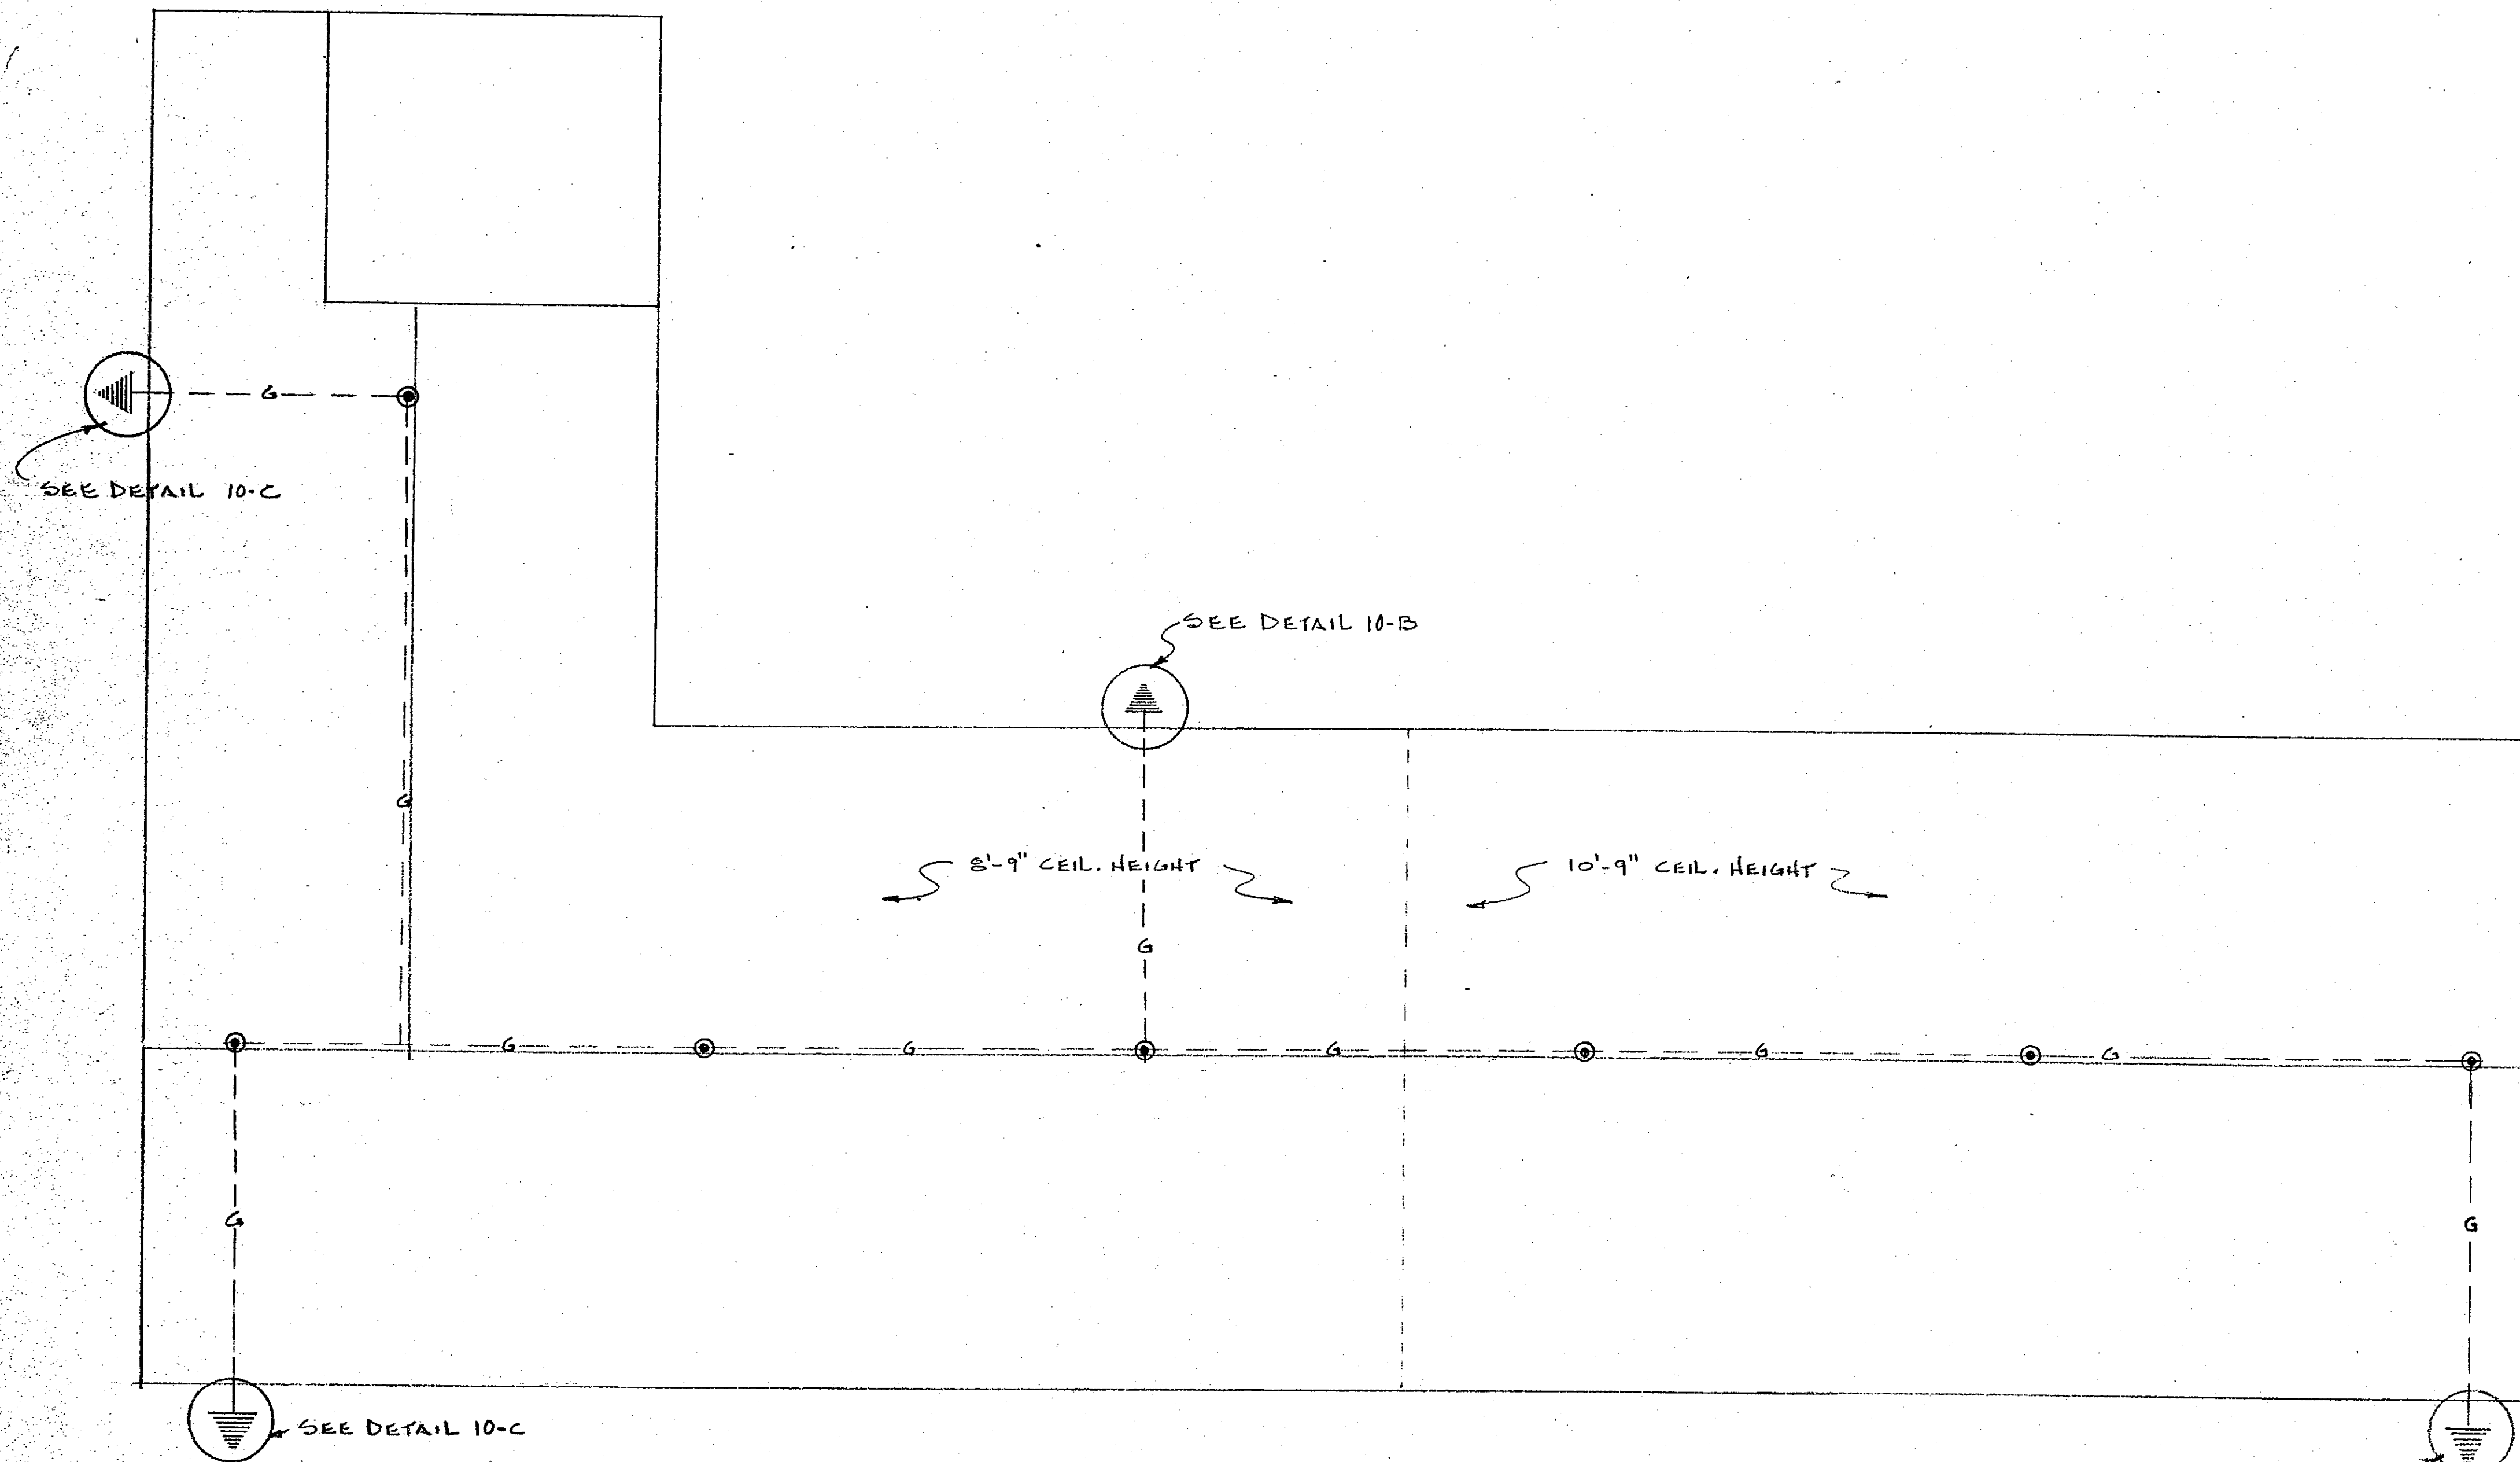 G
SEE DETAIL 10-C
SEE DETAIL 10-B
G
8'-9" CEIL. HEIGHT
10'-9" CEIL. HEIGHT
G
G
G
G
G
G
G
G
SEE DETAIL 10-C